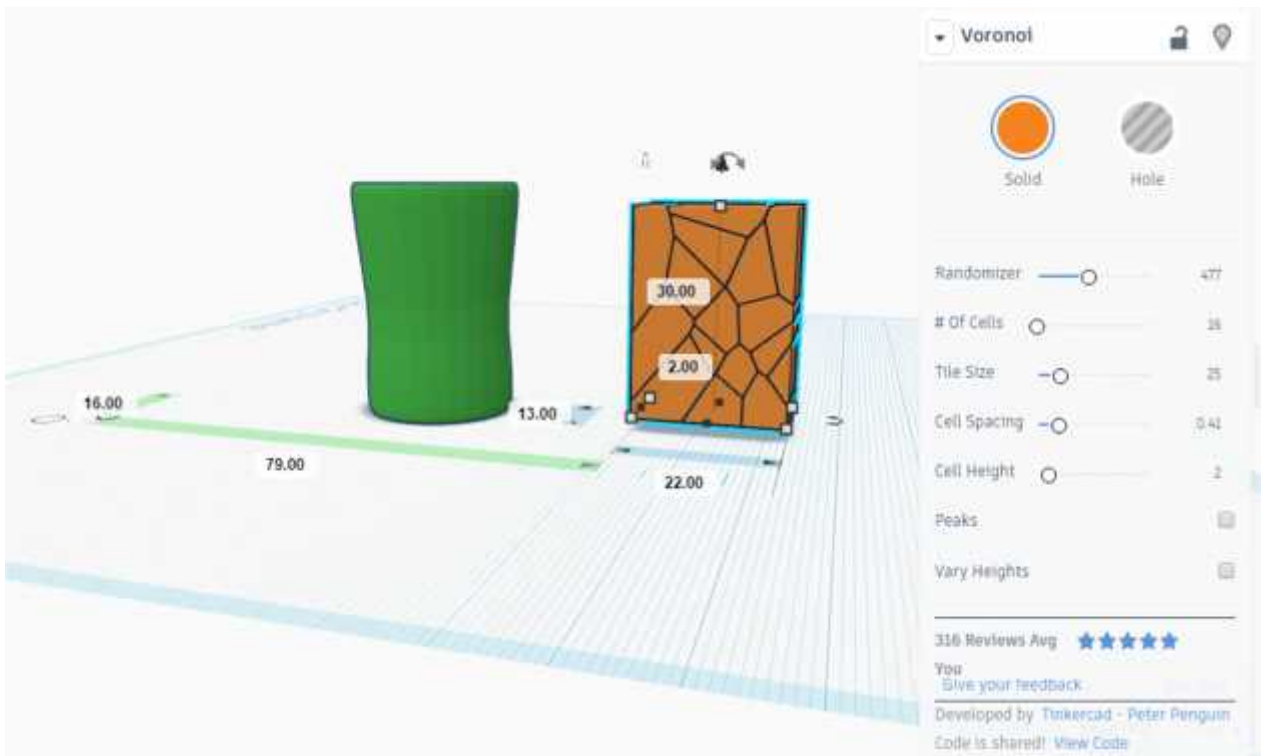 Voronoi
Solid
Hole
Randomizer 477
# Of Cells 16
Tile Size 25
Cell Spacing 0.41
Cell Height 2
Peaks
Vary Heights
316 Reviews Avg
You
Give your feedback
Developed by Tinkercad - Peter Penguin
Code is shared! View Code
30.00
2.00
16.00
13.00
79.00
22.00